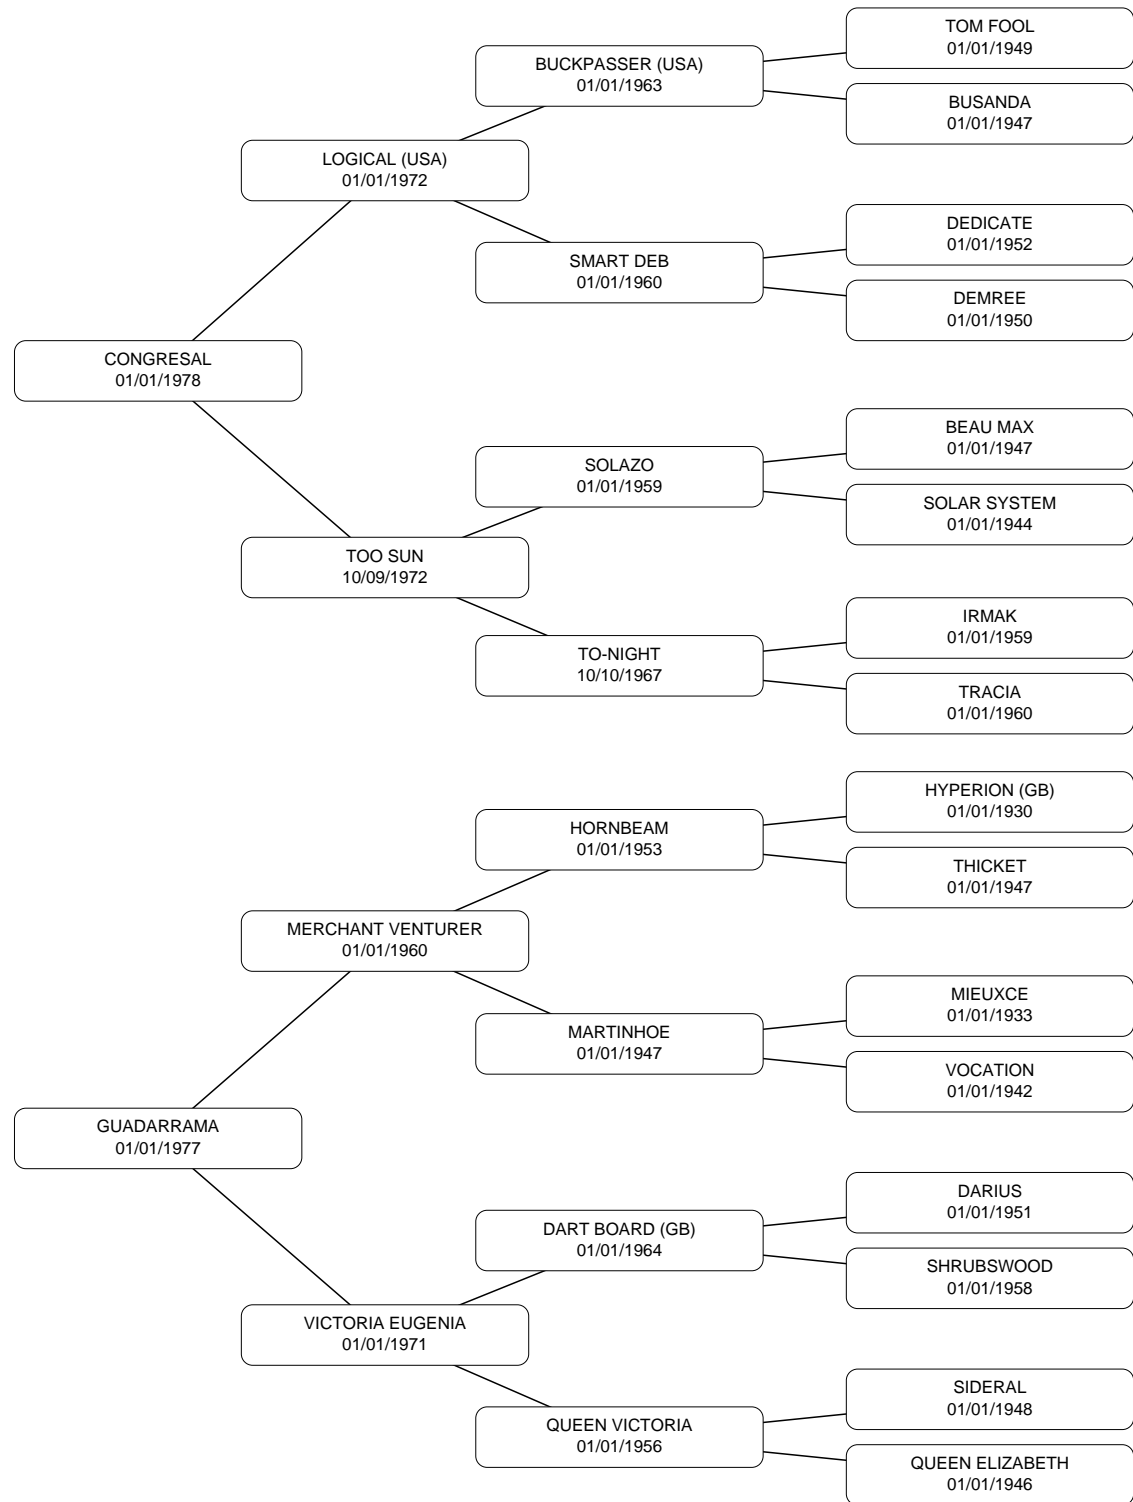 TOM FOOL
01/01/1949
BUCKPASSER (USA)
01/01/1963
BUSANDA
01/01/1947
LOGICAL (USA)
01/01/1972
DEDICATE
01/01/1952
SMART DEB
01/01/1960
DEMREE
01/01/1950
CONGRESAL
01/01/1978
BEAU MAX
01/01/1947
SOLAZO
01/01/1959
SOLAR SYSTEM
01/01/1944
TOO SUN
10/09/1972
IRMAK
01/01/1959
TO-NIGHT
10/10/1967
TRACIA
01/01/1960
HYPERION (GB)
01/01/1930
HORNBEAM
01/01/1953
THICKET
01/01/1947
MERCHANT VENTURER
01/01/1960
MIEUXCE
01/01/1933
MARTINHOE
01/01/1947
VOCATION
01/01/1942
GUADARRAMA
01/01/1977
DARIUS
01/01/1951
DART BOARD (GB)
01/01/1964
SHRUBSWOOD
01/01/1958
VICTORIA EUGENIA
01/01/1971
SIDERAL
01/01/1948
QUEEN VICTORIA
01/01/1956
QUEEN ELIZABETH
01/01/1946